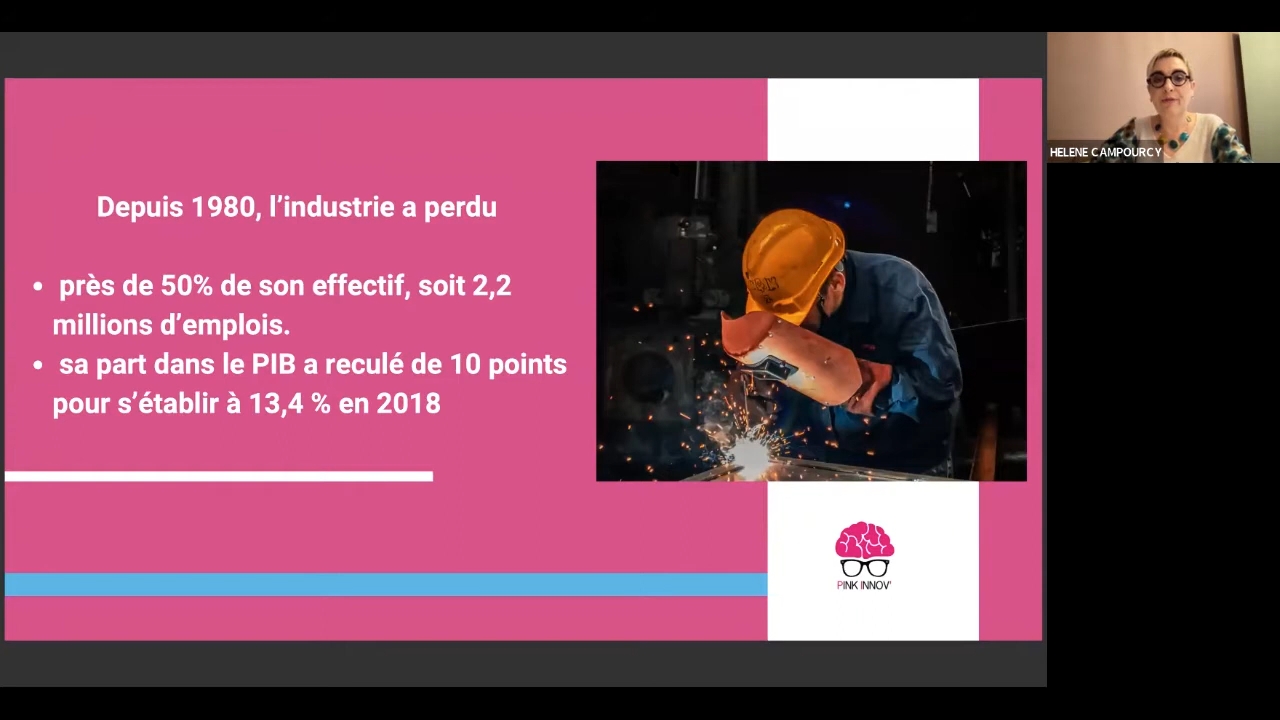 Depuis 1980, l’industrie a perdu
• près de 50% de son effectif, soit 2,2
millions d’emplois.
• sa part dans le PIB a reculé de 10 points
pour s’établir à 13,4 % en 2018
PINK INNOV'
HELENE CAMPOURCY